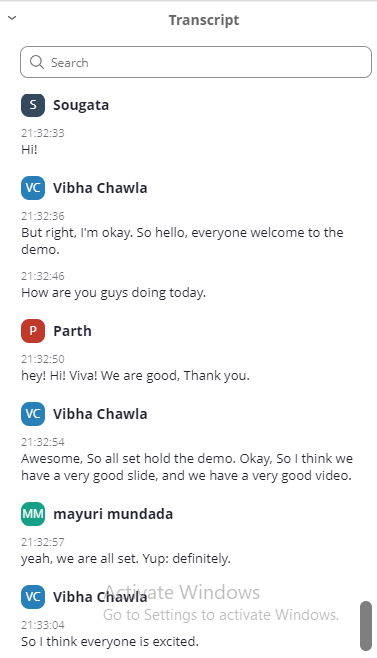 Transcript
Search
S Sougata
21:32:33
Hi!
VC Vibha Chawla
21:32:36
But right, I'm okay. So hello, everyone welcome to the
demo.
21:32:46
How are you guys doing today.
P Parth
21:32:50
hey! Hi! Viva! We are good, Thank you.
VC Vibha Chawla
21:32:54
Awesome, So all set hold the demo. Okay, So I think we
have a very good slide, and we have a very good video.
MM mayuri mundada
21:32:57
yeah, we are all set. Yup: definitely.
VC Vibha Chawla
Activate Windows
Go to Settings to activate Windows.
21:33:04
So I think everyone is excited.